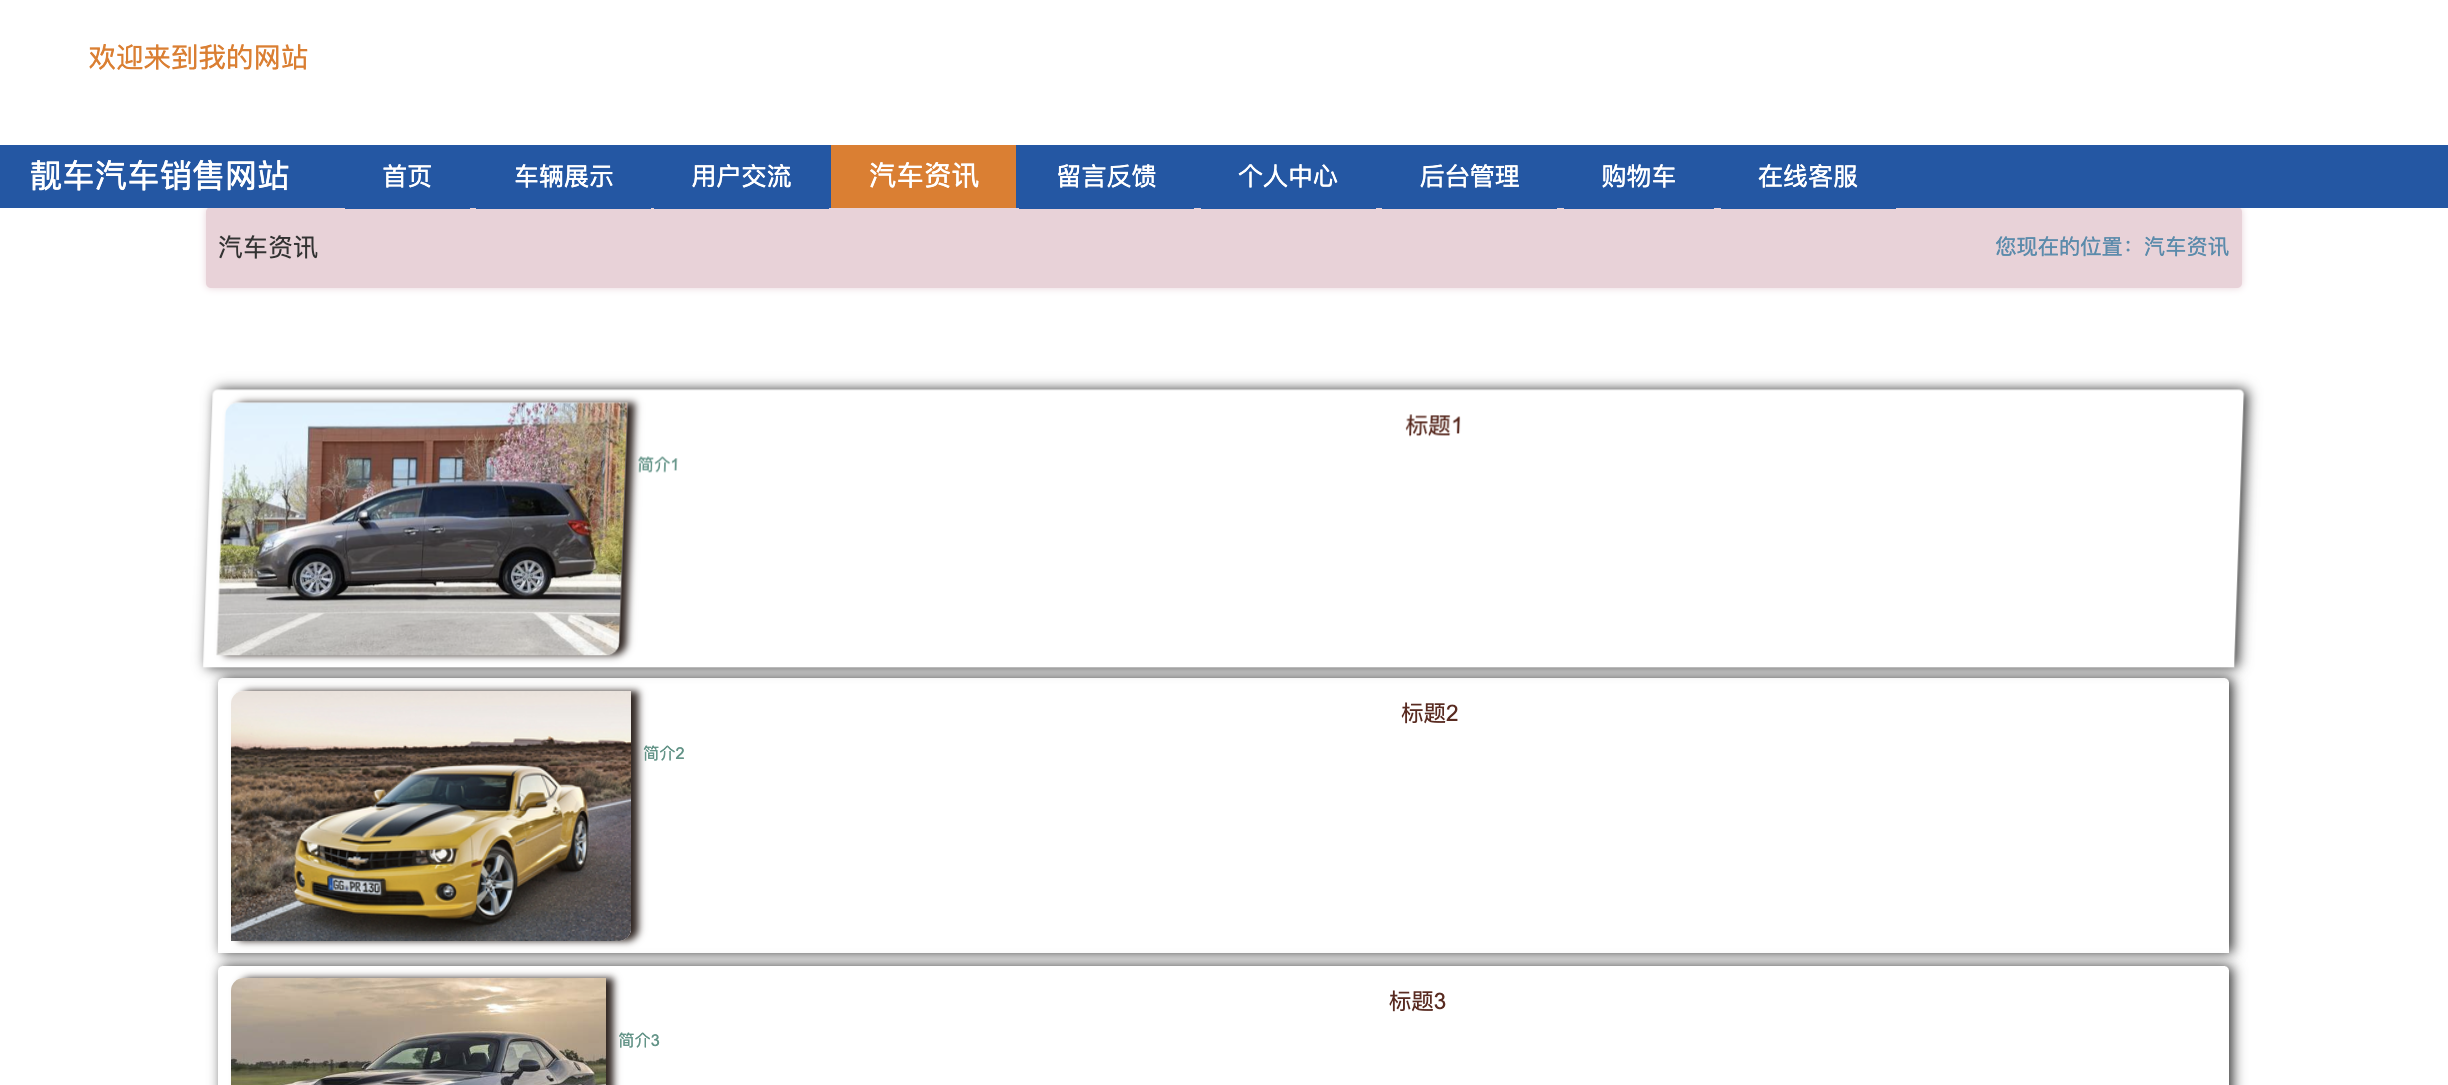 欢迎来到我的网站
靓车汽车销售网站 首页 车辆展示 用户交流 汽车资讯 留言反馈 个人中心 后台管理 购物车 在线客服
汽车资讯 您现在的位置：汽车资讯
标题1
简介1
标题2
简介2
GG PR 130
标题3
简介3